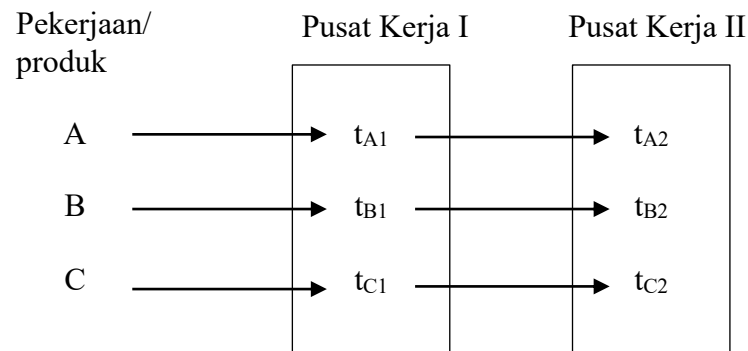 Pekerjaan/
produk
Pusat Kerja I
Pusat Kerja II
A
tA1
tA2
B
tB1
tB2
C
tC1
tC2